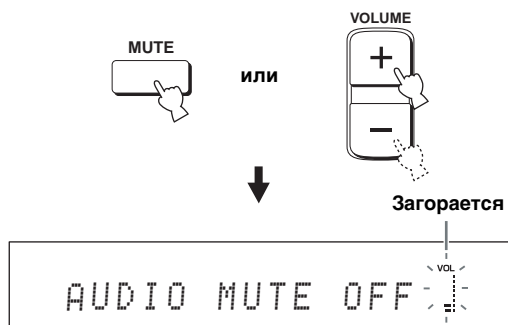 VOLUME
MUTE
или
+
−
Загорается
VOL
AUDIO MUTE OFF